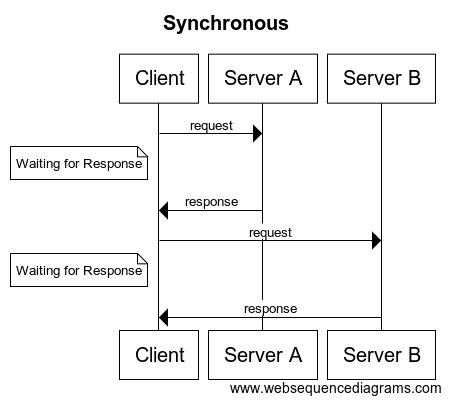 Synchronous
Client Server A Server B
request
Waiting for Response
response
request
Waiting for Response
response
Client Server A Server B
www.websequencediagrams.com